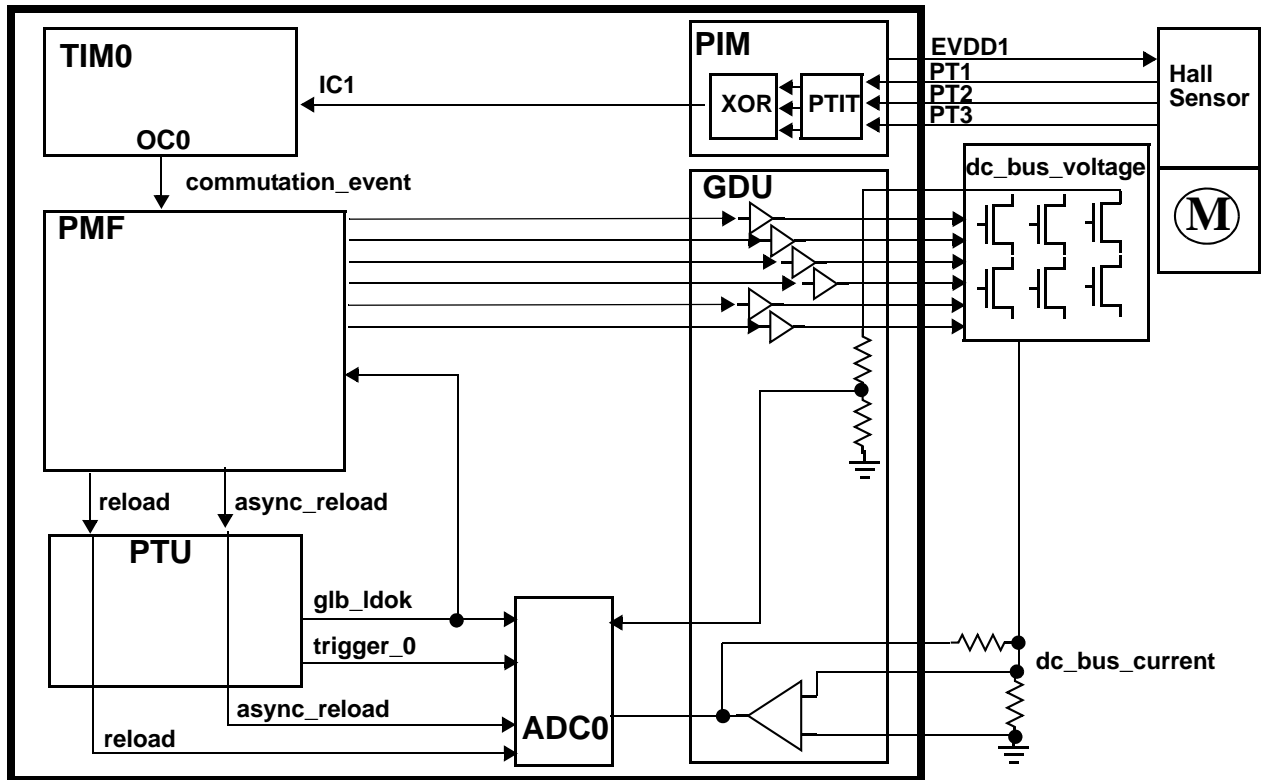 TIM0
OC0
IC1
PIM
XOR
PTIT
EVDD1
PT1
PT2
PT3
Hall
Sensor
M
commutation_event
PMF
GDU
dc_bus_voltage
reload
async_reload
PTU
glb_ldok
trigger_0
async_reload
reload
ADC0
dc_bus_current